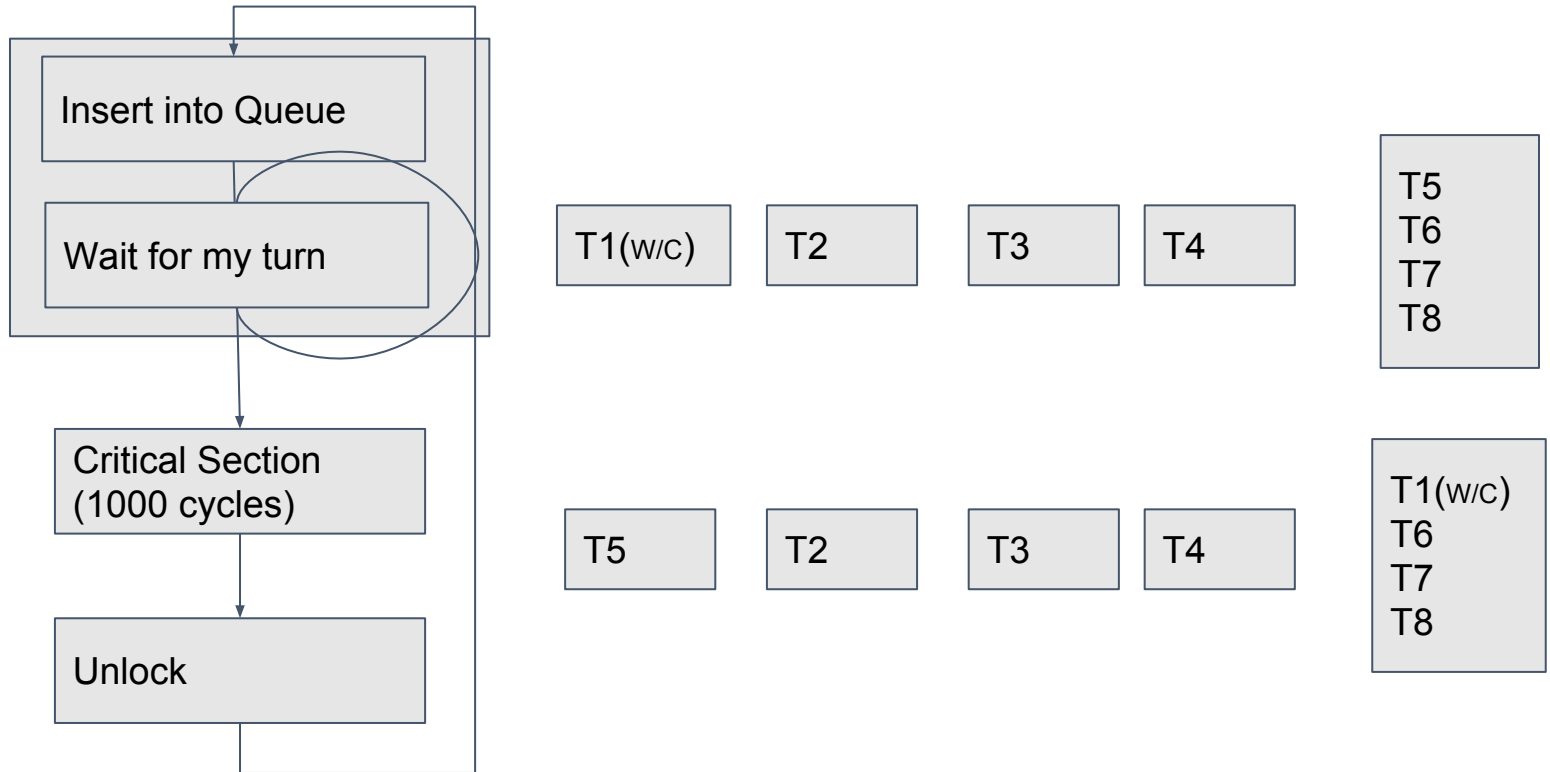 Insert into Queue
Wait for my turn
Critical Section
(1000 cycles)
Unlock
T1(W/C)
T2
T3
T4
T5
T6
T7
T8
T5
T2
T3
T4
T1(W/C)
T6
T7
T8